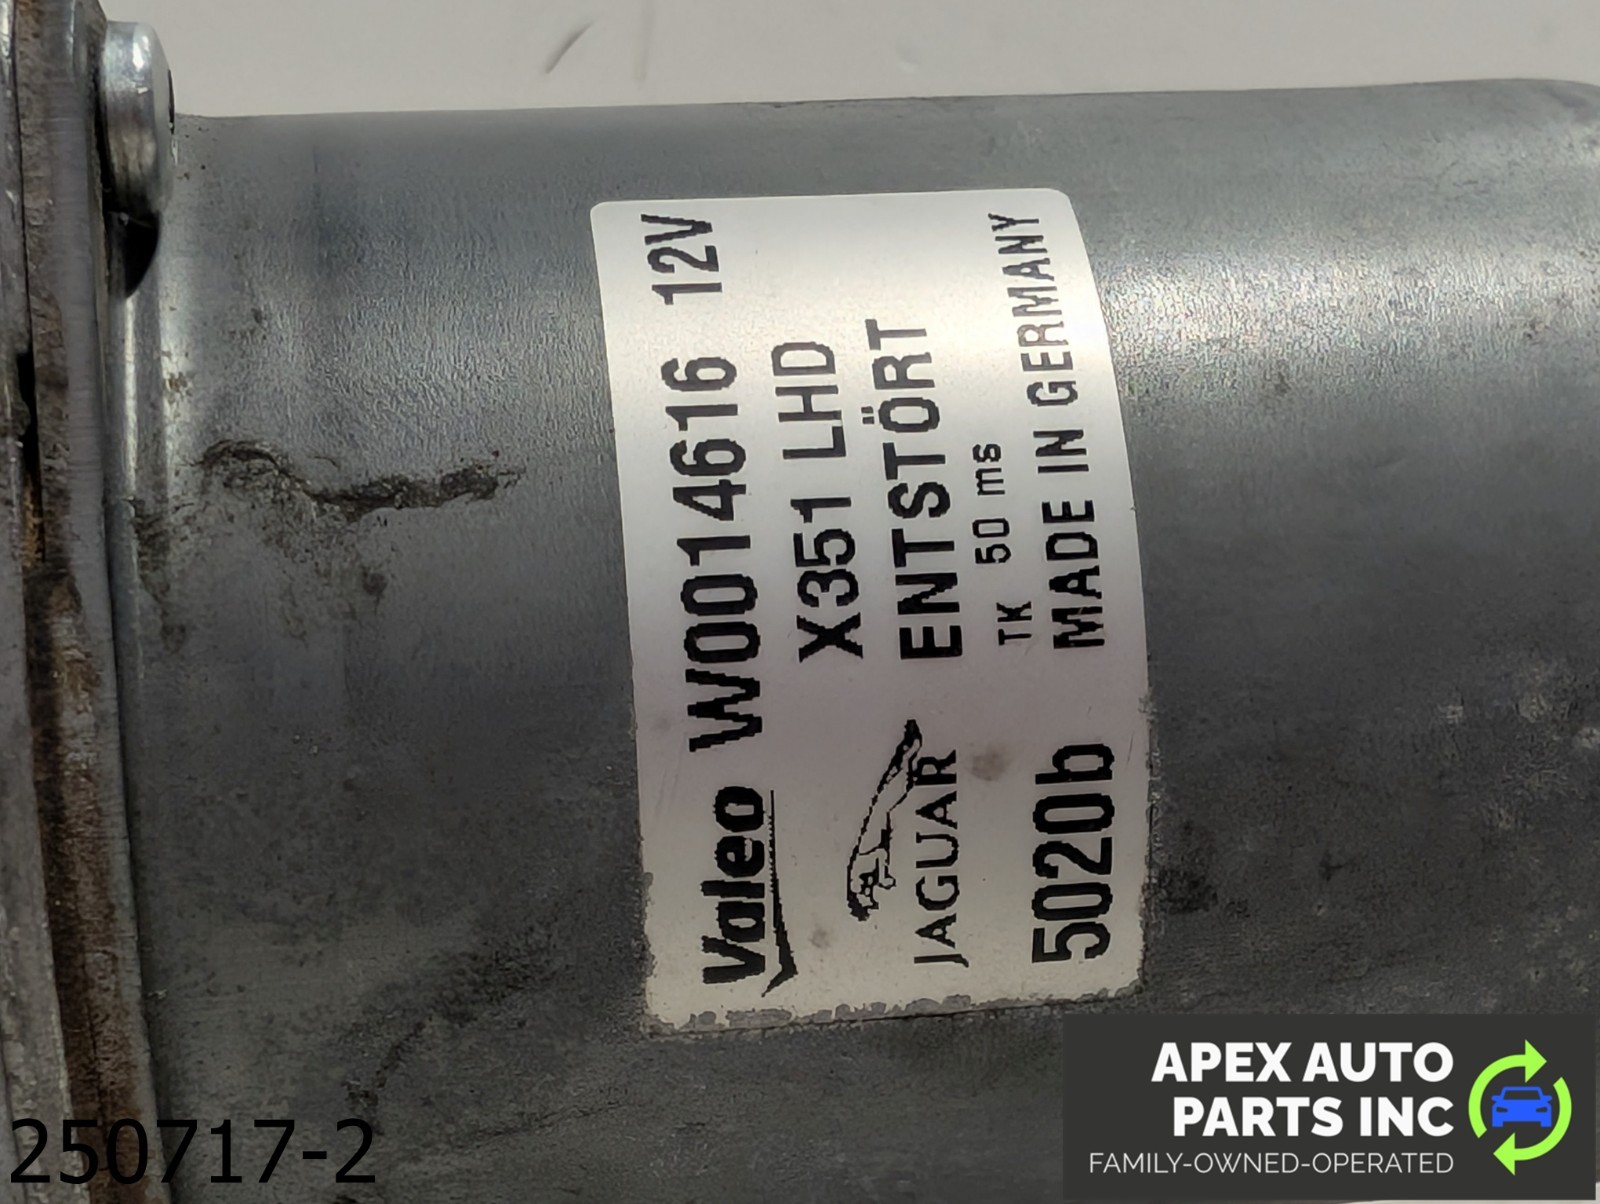 Valeo W0014616 12V
X351 LHD
JAGUAR ENTSTÖRT
TK 50 ms
5020b MADE IN GERMANY
250717-2
APEX AUTO
PARTS INC
FAMILY-OWNED-OPERATED